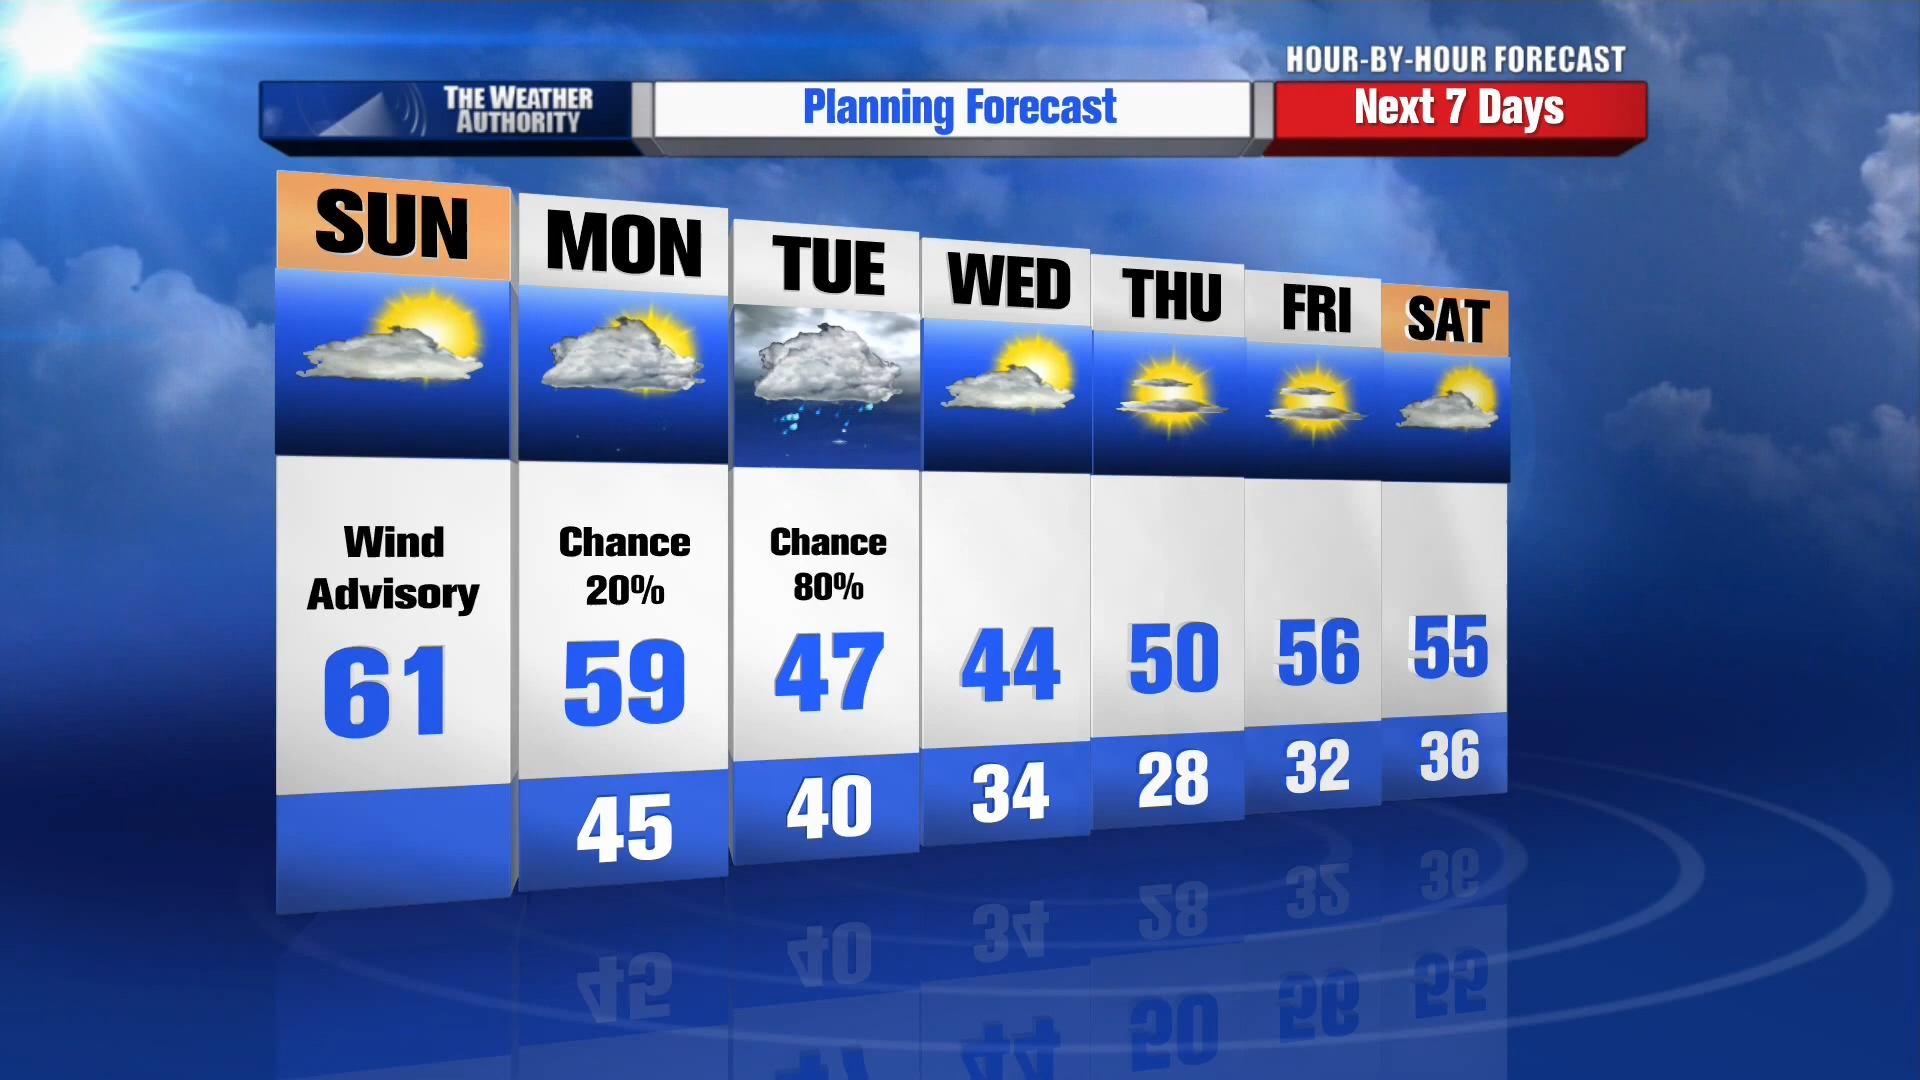 HOUR-BY-HOUR FORECAST
THE WEATHER
AUTHORITY
Planning Forecast
Next 7 Days
SUN
MON
TUE
WED
THU
FRI
SAT
Wind
Advisory
Chance
20%
Chance
80%
61
59
47
44
50
56
55
45
40
34
28
32
36